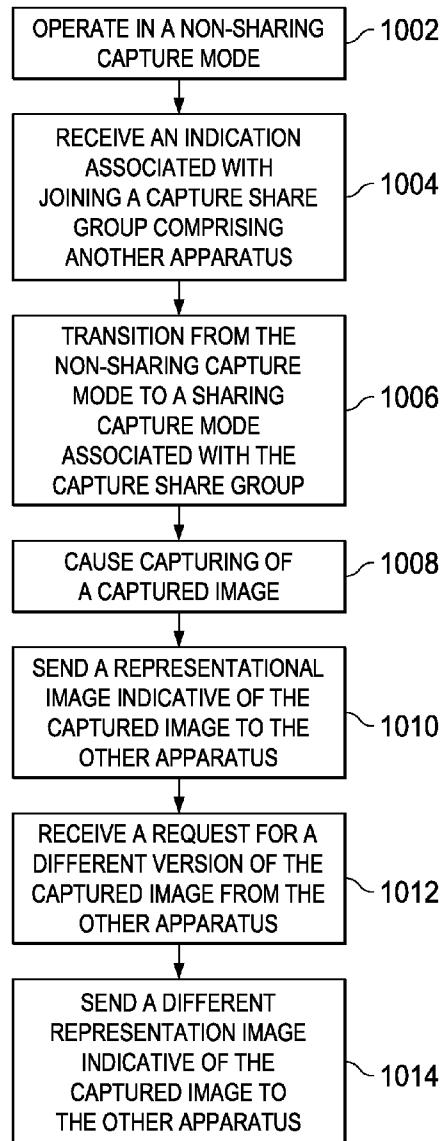 OPERATE IN A NON-SHARING
CAPTURE MODE
1002
RECEIVE AN INDICATION
ASSOCIATED WITH
JOINING A CAPTURE SHARE
GROUP COMPRISING
ANOTHER APPARATUS
1004
TRANSITION FROM THE
NON-SHARING CAPTURE
MODE TO A SHARING
CAPTURE MODE
ASSOCIATED WITH THE
CAPTURE SHARE GROUP
1006
CAUSE CAPTURING OF
A CAPTURED IMAGE
1008
SEND A REPRESENTATIONAL
IMAGE INDICATIVE OF THE
CAPTURED IMAGE TO THE
OTHER APPARATUS
1010
RECEIVE A REQUEST FOR A
DIFFERENT VERSION OF THE
CAPTURED IMAGE FROM THE
OTHER APPARATUS
1012
SEND A DIFFERENT
REPRESENTATION IMAGE
INDICATIVE OF THE
CAPTURED IMAGE TO
THE OTHER APPARATUS
1014